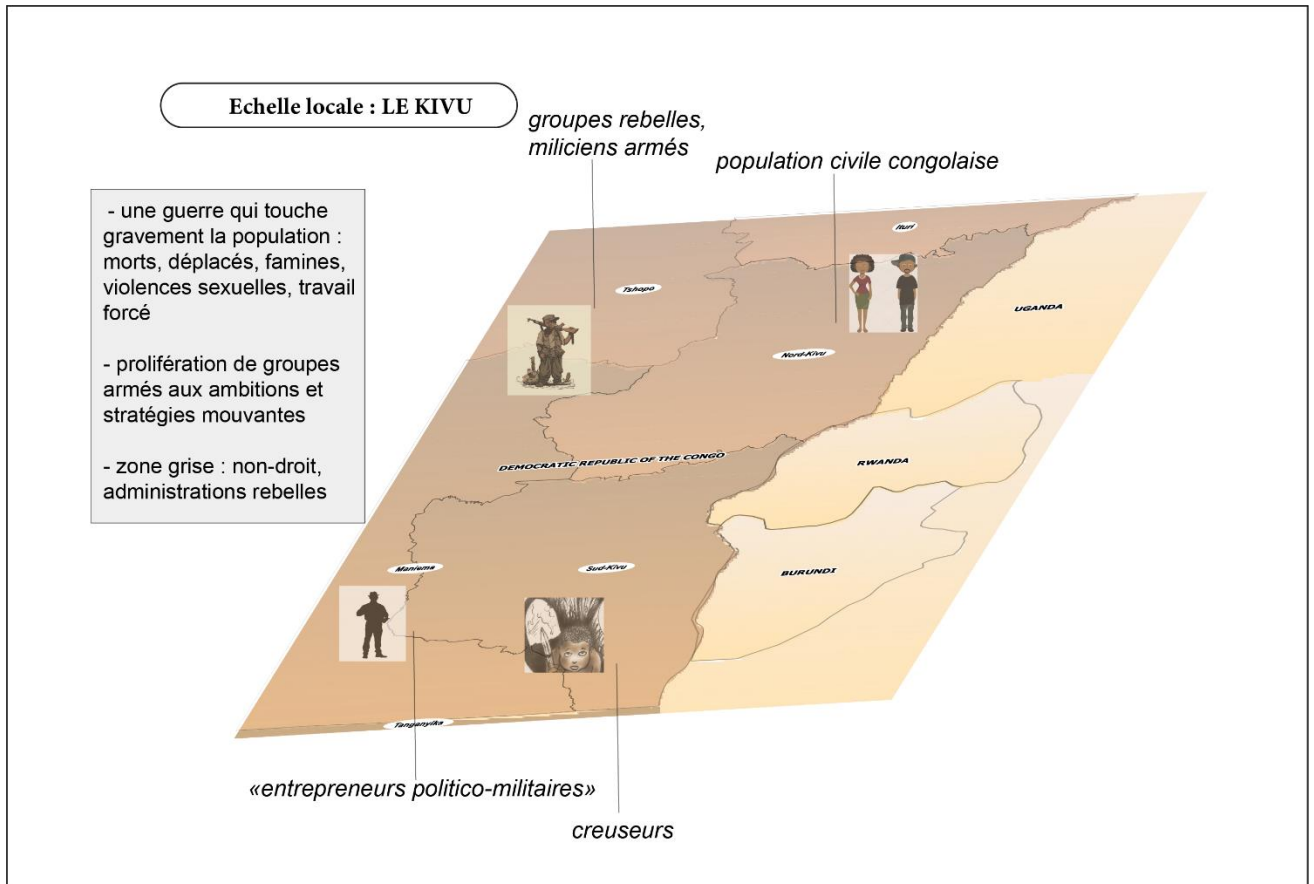 Echelle locale : LE KIVU
groupes rebelles,
miliciens armés
population civile congolaise
- une guerre qui touche
gravement la population :
morts, déplacés, famines,
violences sexuelles, travail
forcé
- prolifération de groupes
armés aux ambitions et
stratégies mouvantes
- zone grise : non-droit,
administrations rebelles
Ituri
Tshopo
UGANDA
Nord-Kivu
DEMOCRATIC REPUBLIC OF THE CONGO
RWANDA
Maniema
Sud-Kivu
BURUNDI
Tanganyika
«entrepreneurs politico-militaires»
creuseurs